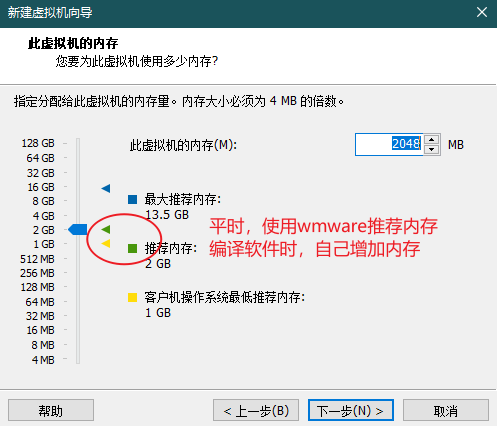 新建虚拟机向导
此虚拟机的内存
您要为此虚拟机使用多少内存?
指定分配给此虚拟机的内存量。内存大小必须为 4 MB 的倍数。
128 GB
64 GB
32 GB
16 GB
8 GB
4 GB
2 GB
1 GB
512 MB
256 MB
128 MB
64 MB
32 MB
16 MB
8 MB
4 MB
此虚拟机的内存(M):
2048
MB
最大推荐内存:
13.5 GB
推荐内存:
2 GB
客户机操作系统最低推荐内存:
1 GB
平时，使用wmware推荐内存
编译软件时，自己增加内存
帮助
< 上一步(B)
下一步(N) >
取消